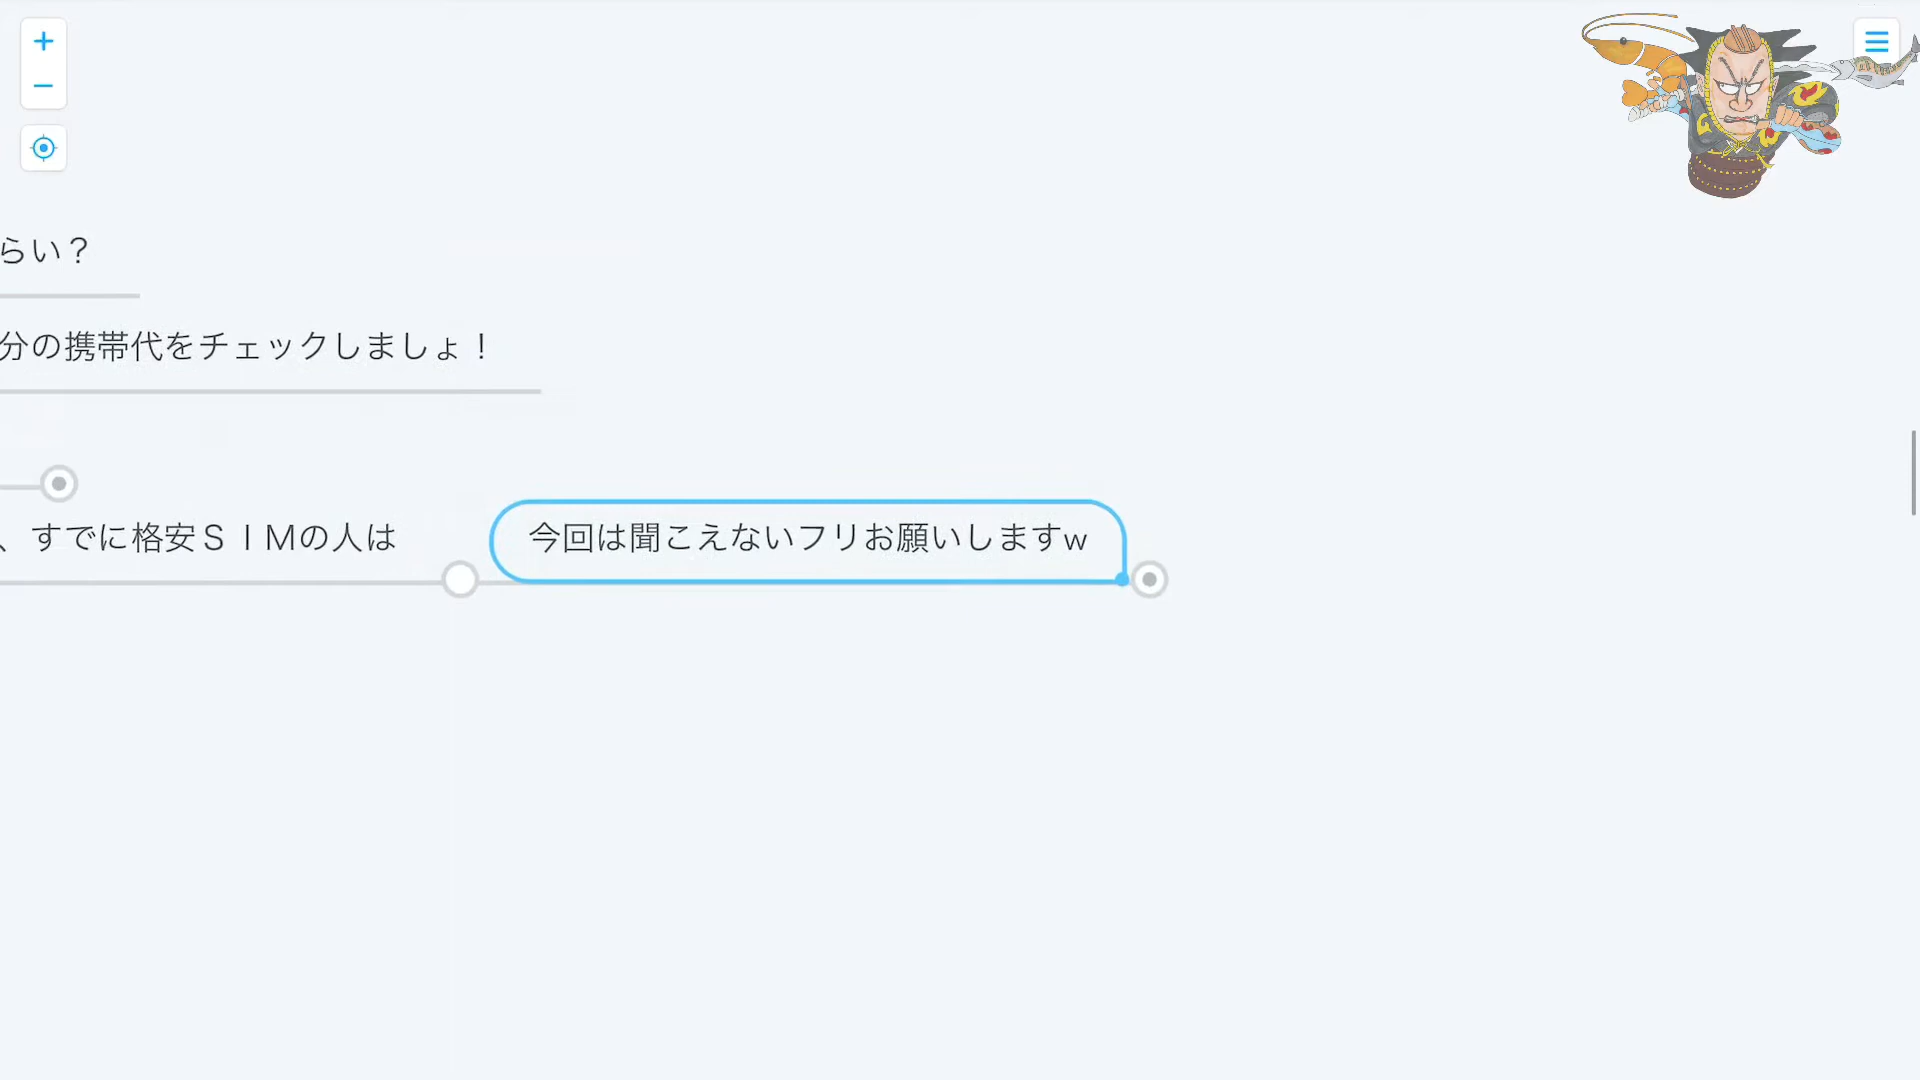 らい？
分の携帯代をチェックしましょ！
、すでに格安ＳＩＭの人は
今回は聞こえないフリお願いしますw